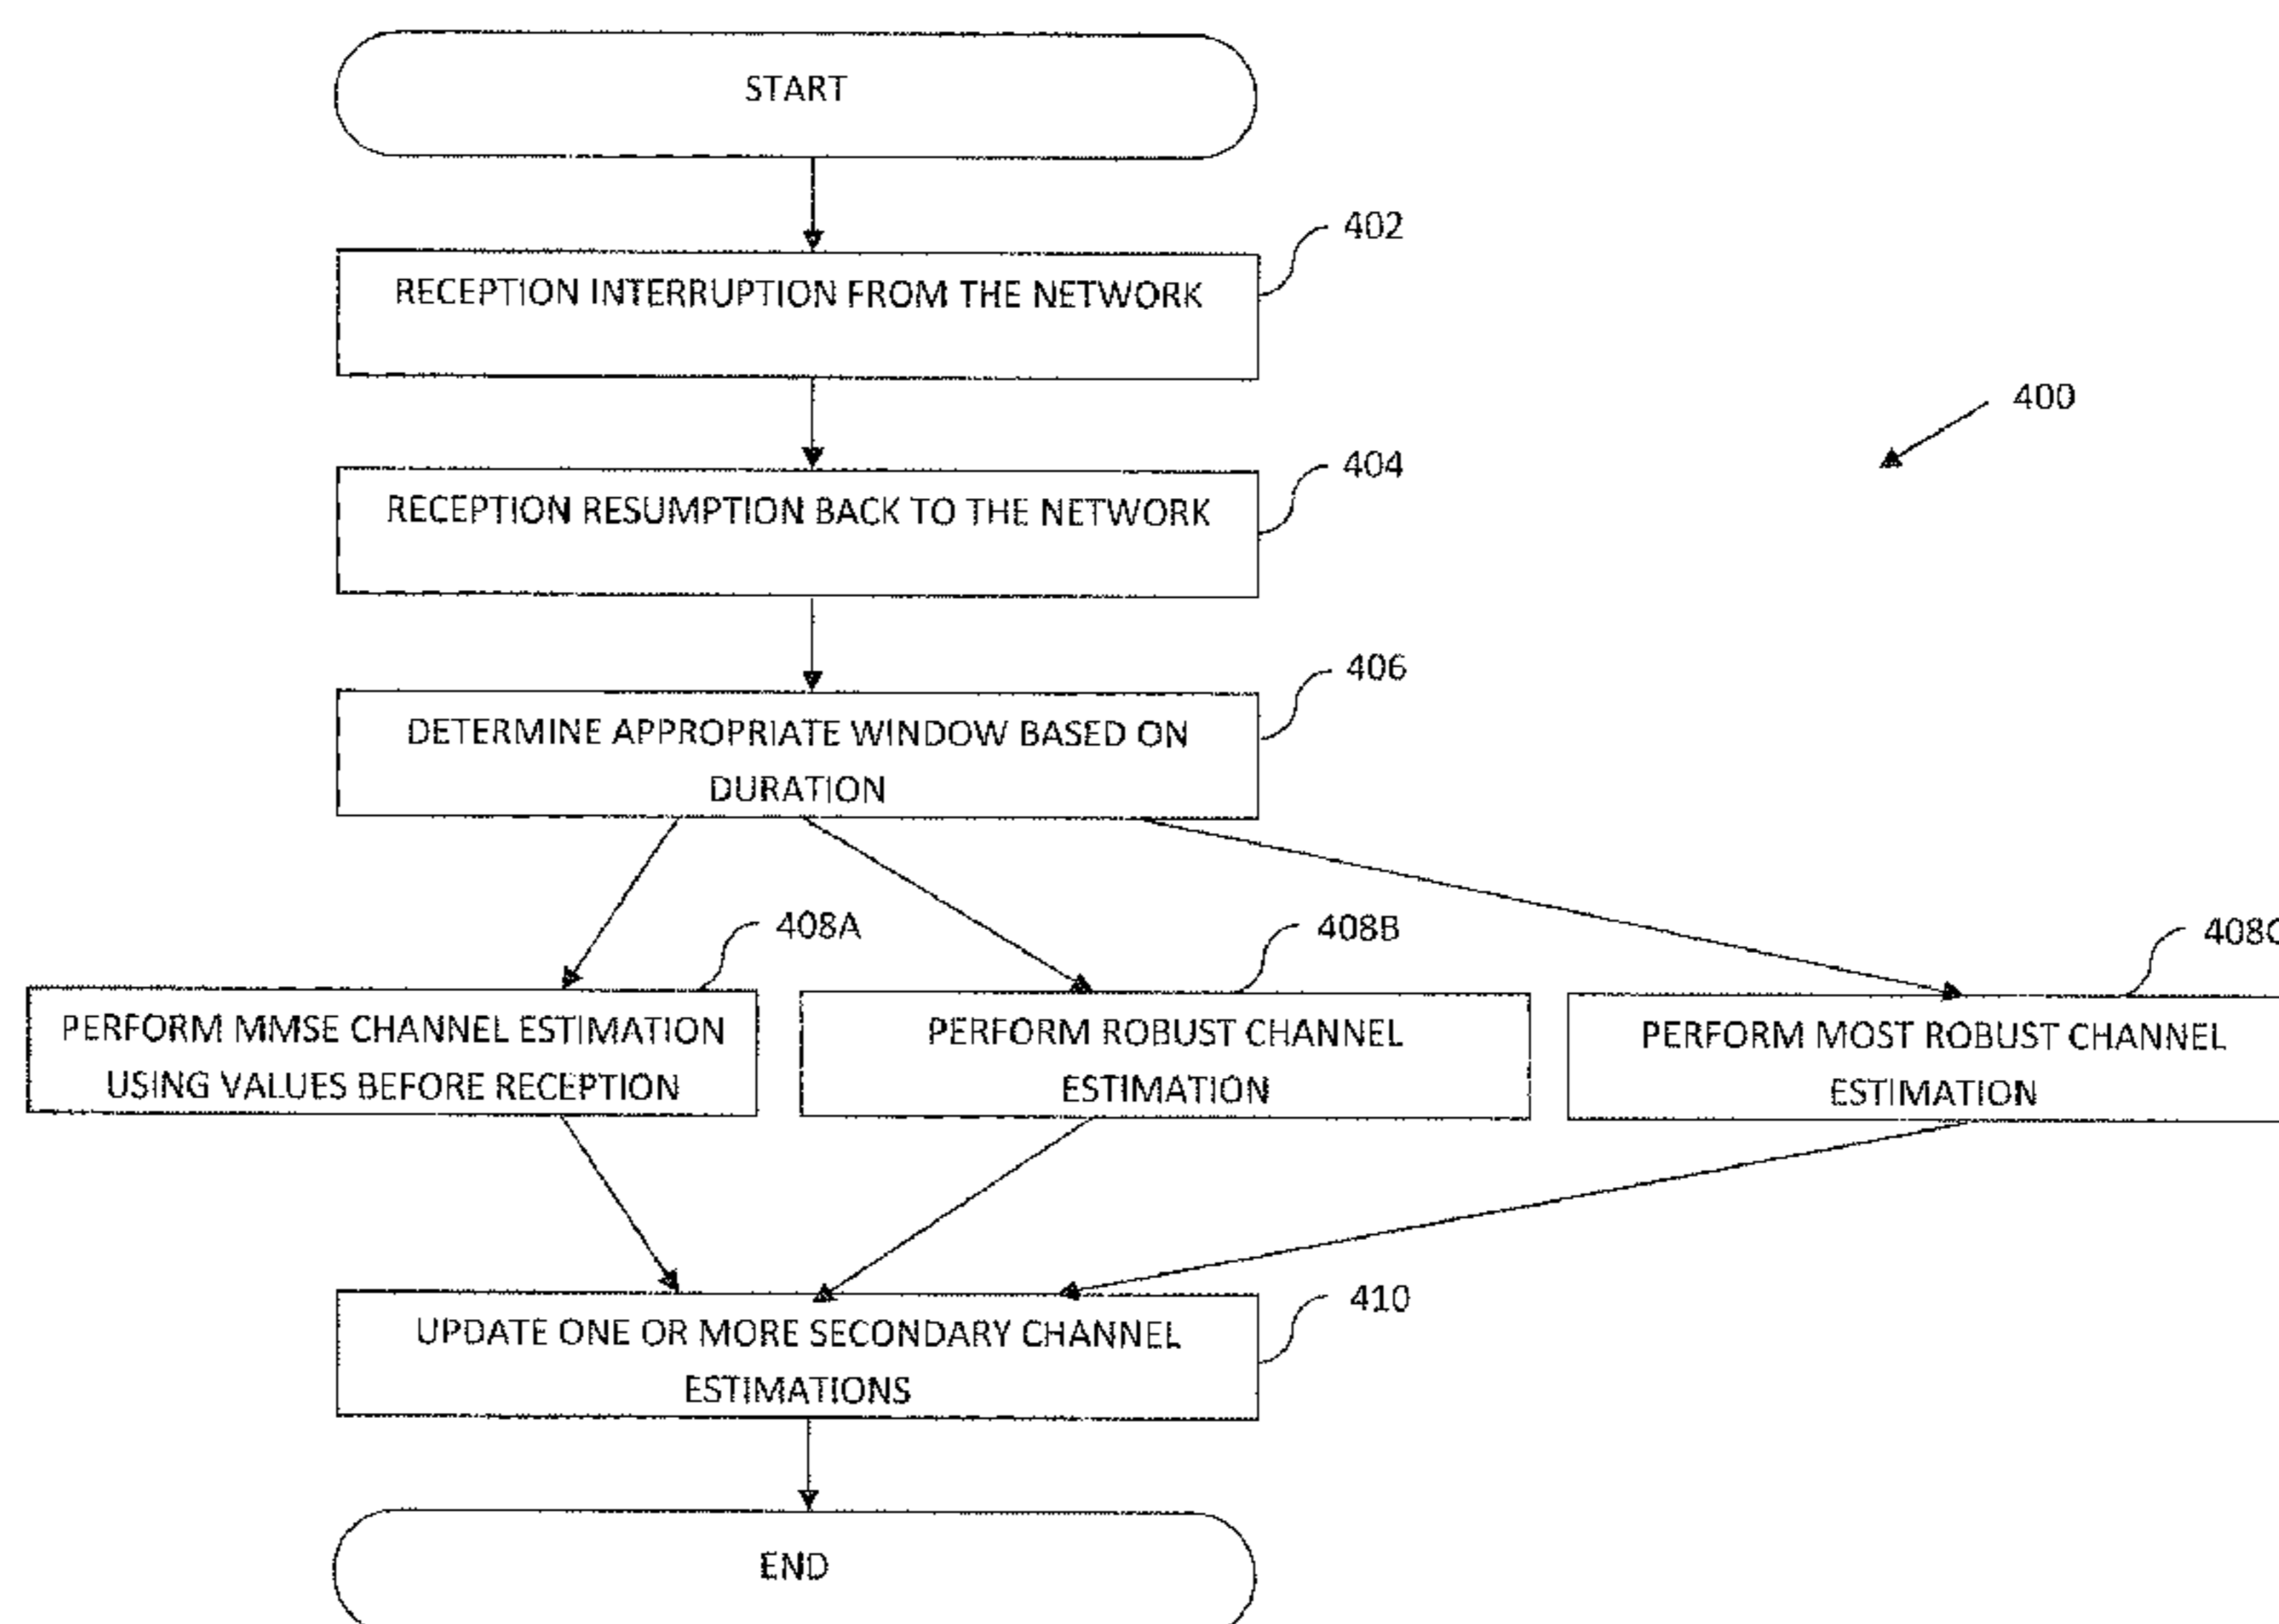 START
402
RECEPTION INTERRUPTION FROM THE NETWORK
400
404
RECEPTION RESUMPTION BACK TO THE NETWORK
406
DETERMINE APPROPRIATE WINDOW BASED ON
DURATION
408A
408B
408C
PERFORM MMSE CHANNEL ESTIMATION
USING VALUES BEFORE RECEPTION
PERFORM ROBUST CHANNEL
ESTIMATION
PERFORM MOST ROBUST CHANNEL
ESTIMATION
410
UPDATE ONE OR MORE SECONDARY CHANNEL
ESTIMATIONS
END